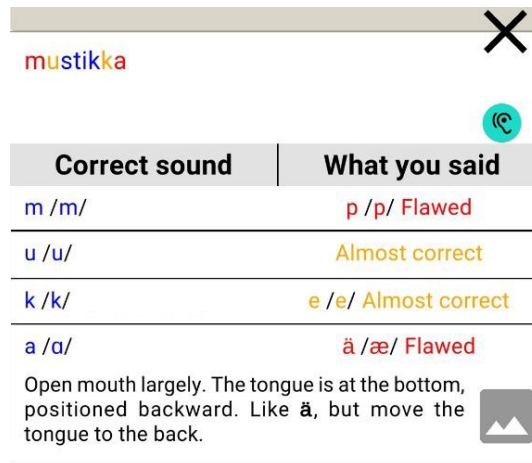 mustikka
Correct sound What you said
m /m/ p /p/ Flawed
u /u/ Almost correct
k /k/ e /e/ Almost correct
a /ɑ/ ä /æ/ Flawed
Open mouth largely. The tongue is at the bottom,
positioned backward. Like ä, but move the
tongue to the back.